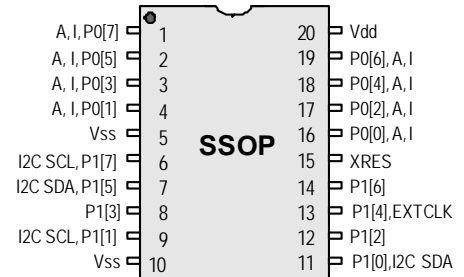 A, I, P0[7] 1 20 Vdd
A, I, P0[5] 2 19 P0[6], A, I
A, I, P0[3] 3 18 P0[4], A, I
A, I, P0[1] 4 17 P0[2], A, I
Vss 5 16 P0[0], A, I
SSOP
I2C SCL, P1[7] 6 15 XRES
I2C SDA, P1[5] 7 14 P1[6]
P1[3] 8 13 P1[4], EXTCLK
I2C SCL, P1[1] 9 12 P1[2]
Vss 10 11 P1[0], I2C SDA